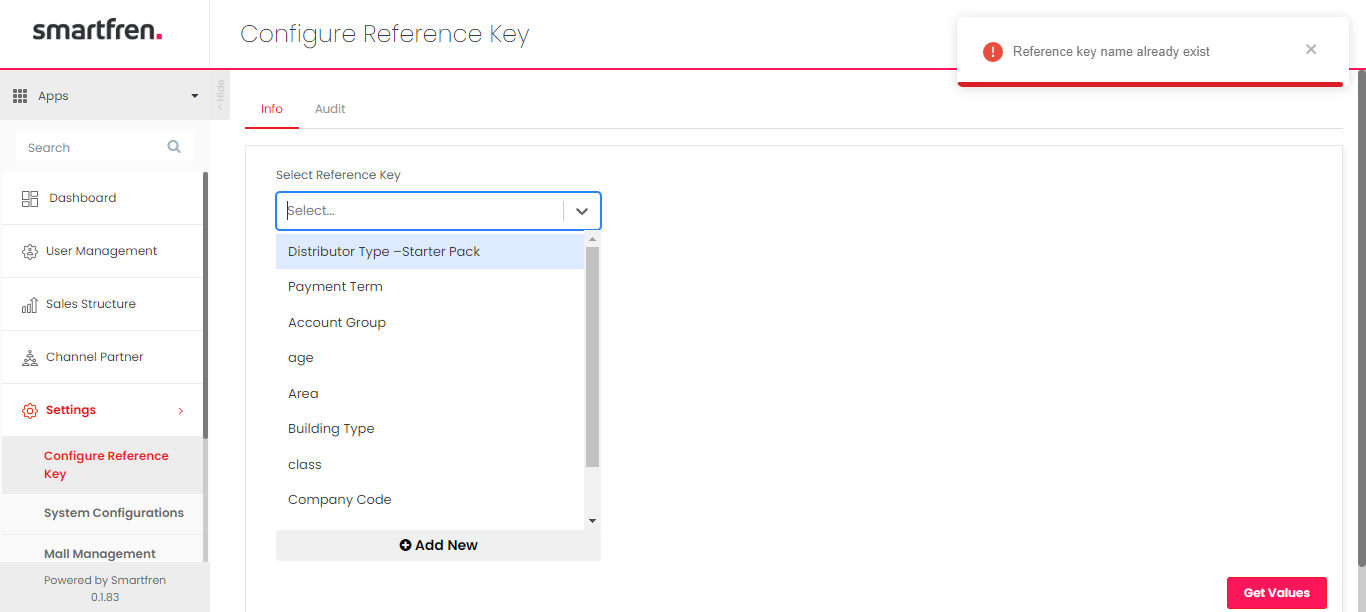 smartfren.
Configure Reference Key
Reference key name already exist
Apps
Hide
Info
Audit
Search
Select Reference Key
Select...
Dashboard
User Management
Sales Structure
Channel Partner
Settings
Configure Reference
Key
System Configurations
Mall Management
Powered by Smartfren
0.1.83
Distributor Type –Starter Pack
Payment Term
Account Group
age
Area
Building Type
class
Company Code
Add New
Get Values